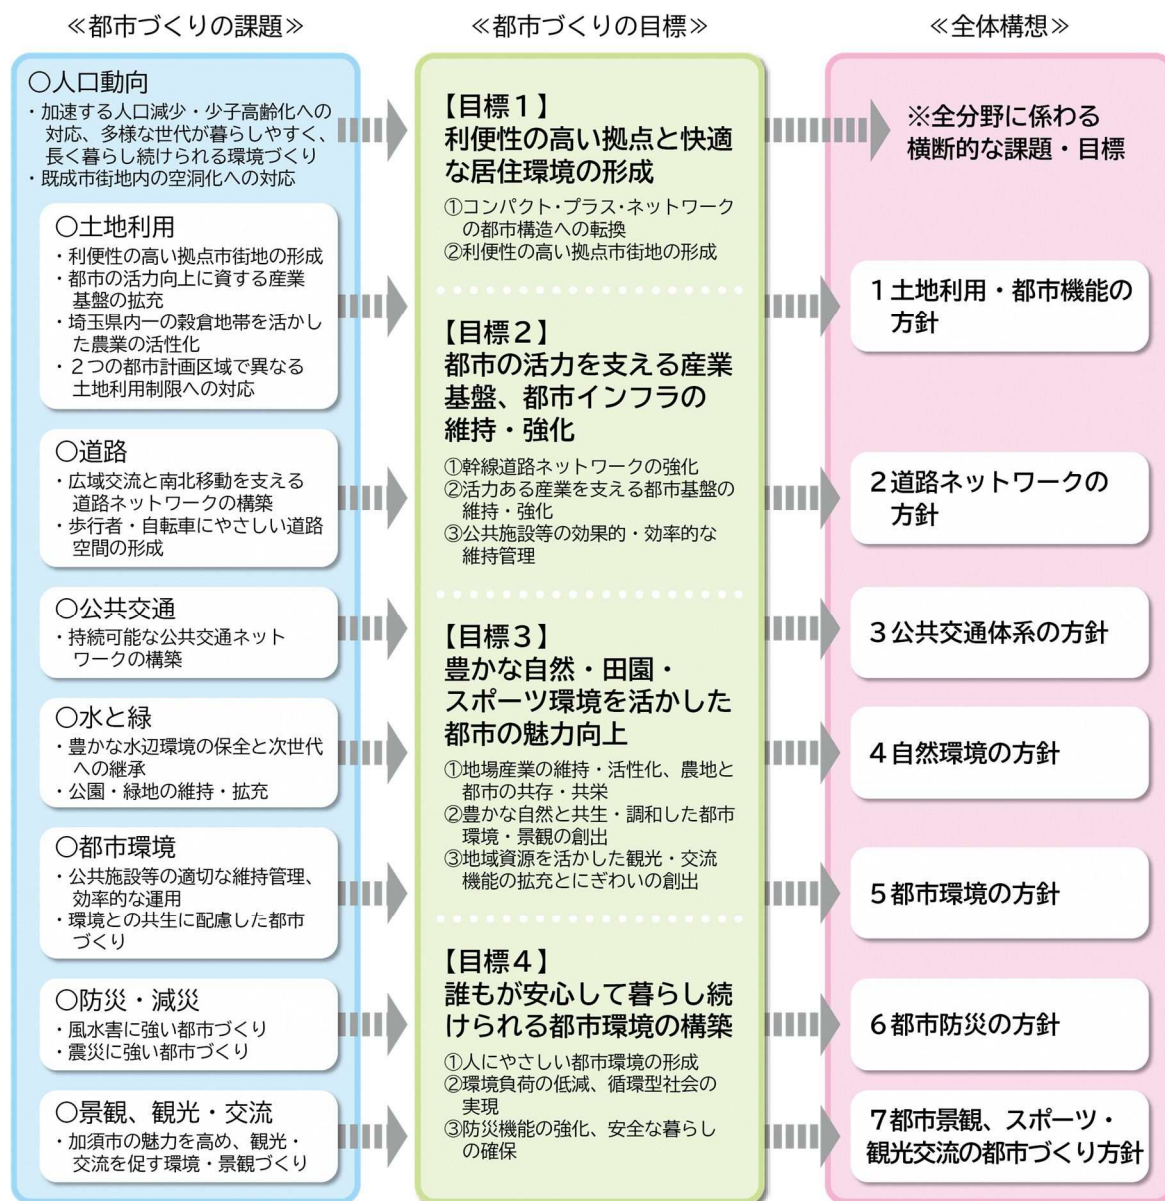 ≪都市づくりの課題≫
○人口動向
・加速する人口減少・少子高齢化への
対応、多様な世代が暮らしやすく、
長く暮らし続けられる環境づくり
・既成市街地内の空洞化への対応
○土地利用
・利便性の高い拠点市街地の形成
・都市の活力向上に資する産業
基盤の拡充
・埼玉県内一の穀倉地帯を活かし
た農業の活性化
・２つの都市計画区域で異なる
土地利用制限への対応
○道路
・広域交流と南北移動を支える
道路ネットワークの構築
・歩行者・自転車にやさしい道路
空間の形成
○公共交通
・持続可能な公共交通ネット
ワークの構築
○水と緑
・豊かな水辺環境の保全と次世代
への継承
・公園・緑地の維持・拡充
○都市環境
・公共施設等の適切な維持管理、
効率的な運用
・環境との共生に配慮した都市
づくり
○防災・減災
・風水害に強い都市づくり
・震災に強い都市づくり
○景観、観光・交流
・加須市の魅力を高め、観光・
交流を促す環境・景観づくり
≪都市づくりの目標≫
【目標１】
利便性の高い拠点と快適
な居住環境の形成
①コンパクト・プラス・ネットワーク
の都市構造への転換
②利便性の高い拠点市街地の形成
【目標２】
都市の活力を支える産業
基盤、都市インフラの
維持・強化
①幹線道路ネットワークの強化
②活力ある産業を支える都市基盤の
維持・強化
③公共施設等の効果的・効率的な
維持管理
【目標３】
豊かな自然・田園・
スポーツ環境を活かした
都市の魅力向上
①地場産業の維持・活性化、農地と
都市の共存・共栄
②豊かな自然と共生・調和した都市
環境・景観の創出
③地域資源を活かした観光・交流
機能の拡充とにぎわいの創出
【目標４】
誰もが安心して暮らし続
けられる都市環境の構築
①人にやさしい都市環境の形成
②環境負荷の低減、循環型社会の
実現
③防災機能の強化、安全な暮らし
の確保
≪全体構想≫
※全分野に係わる
横断的な課題・目標
１土地利用・都市機能の
方針
２道路ネットワークの
方針
３公共交通体系の方針
４自然環境の方針
５都市環境の方針
６都市防災の方針
７都市景観、スポーツ・
観光交流の都市づくり方針